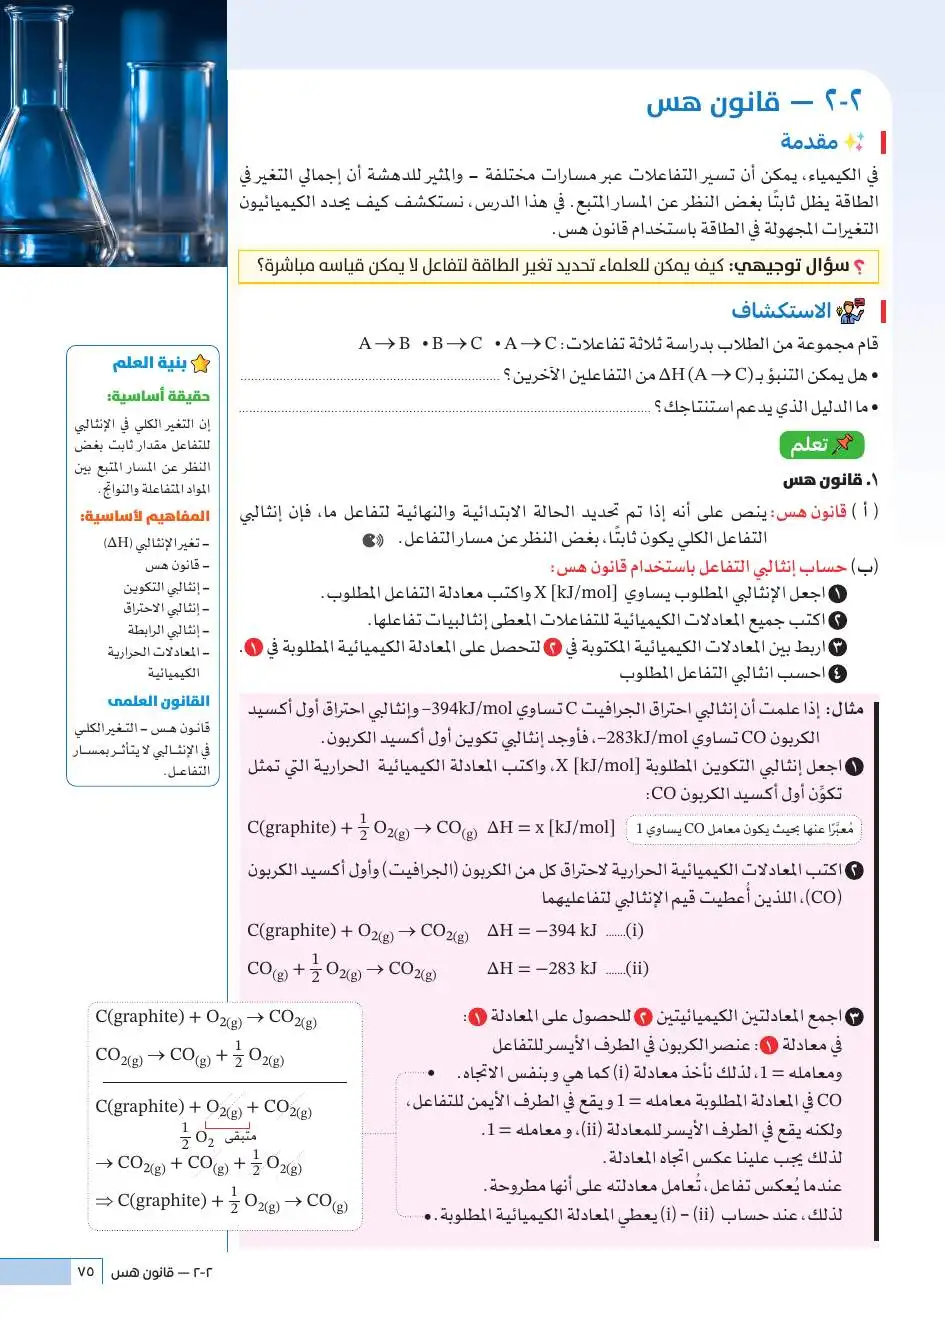 ٢-٢ — قانون هس
مقدمة
في الكيمياء، يمكن أن تسير التفاعلات عبر مسارات مختلفة – والمثير للدهشة أن إجمالي التغير في
الطاقة يظل ثابتًا بغض النظر عن المسار المتبع. في هذا الدرس، نستكشف كيف يحدد الكيميائيون
التغيرات المجهولة في الطاقة باستخدام قانون هس.
؟ سؤال توجيهي: كيف يمكن للعلماء تحديد تغير الطاقة لتفاعل لا يمكن قياسه مباشرة؟
الاستكشاف
قام مجموعة من الطلاب بدراسة ثلاثة تفاعلات: A → C • B → C • A → B
• هل يمكن التنبؤ بـ ΔH (A → C) من التفاعلين الآخرين؟ ........
• ما الدليل الذي يدعم استنتاجك؟ ........
تعلم
١. قانون هس
( أ ) قانون هس: ينص على أنه إذا تم تحديد الحالة الابتدائية والنهائية لتفاعل ما، فإن إنثالبي
التفاعل الكلي يكون ثابتًا، بغض النظر عن مسار التفاعل.
(ب) حساب إنثالبي التفاعل باستخدام قانون هس:
١ اجعل الإنثالبي المطلوب يساوي X [kJ/mol] واكتب معادلة التفاعل المطلوب.
٢ اكتب جميع المعادلات الكيميائية للتفاعلات المعطى إنثالبيات تفاعلها.
٣ اربط بين المعادلات الكيميائية المكتوبة في ٢ لتحصل على المعادلة الكيميائية المطلوبة في ١.
٤ احسب انثالبي التفاعل المطلوب
مثال: إذا علمت أن إنثالبي احتراق الجرافيت C تساوي 394kJ/mol– وإنثالبي احتراق أول أكسيد
الكربون CO تساوي 283kJ/mol–، فأوجد إنثالبي تكوين أول أكسيد الكربون.
١ اجعل إنثالبي التكوين المطلوبة X [kJ/mol]، واكتب المعادلة الكيميائية الحرارية التي تمثل
تكوّن أول أكسيد الكربون CO:
C(graphite) + 1/2 O2(g) → CO(g) ΔH = x [kJ/mol] مُعبَّرًا عنها بحيث يكون معامل CO يساوي 1
٢ اكتب المعادلات الكيميائية الحرارية لاحتراق كل من الكربون (الجرافيت) وأول أكسيد الكربون
(CO)، اللذين أُعطيت قيم الإنثالبي لتفاعليهما
C(graphite) + O2(g) → CO2(g) ΔH = −394 kJ ......(i)
CO(g) + 1/2 O2(g) → CO2(g) ΔH = −283 kJ ......(ii)
٣ اجمع المعادلتين الكيميائيتين ٢ للحصول على المعادلة ١:
في معادلة ١: عنصر الكربون في الطرف الأيسر للتفاعل
ومعامله = 1، لذلك نأخذ معادلة (i) كما هي وبنفس الاتجاه.
CO في المعادلة المطلوبة معامله = 1 ويقع في الطرف الأيمن للتفاعل،
ولكنه يقع في الطرف الأيسر للمعادلة (ii)، ومعامله = 1.
لذلك يجب علينا عكس اتجاه المعادلة.
عندما يُعكس تفاعل، تُعامل معادلته على أنها مطروحة.
لذلك، عند حساب (i) – (ii) يعطي المعادلة الكيميائية المطلوبة.
C(graphite) + O2(g) → CO2(g)
CO2(g) → CO(g) + 1/2 O2(g)
C(graphite) + O2(g) + CO2(g)
1/2 O2 متبقى
→ CO2(g) + CO(g) + 1/2 O2(g)
⇒ C(graphite) + 1/2 O2(g) → CO(g)
بنية العلم
حقيقة أساسية:
إن التغير الكلي في الإنثالبي
للتفاعل مقدار ثابت بغض
النظر عن المسار المتبع بين
المواد المتفاعلة والنواتج.
المفاهيم لأساسية:
– تغير الإنثالبي (ΔH)
– قانون هس
– إنثالبي التكوين
– إنثالبي الاحتراق
– إنثالبي الرابطة
– المعادلات الحرارية
الكيميائية
القانون العلمى
قانون هس – التغير الكلي
في الإنثالبي لا يتأثر بمسار
التفاعل.
٢-٢ — قانون هس ٧٥